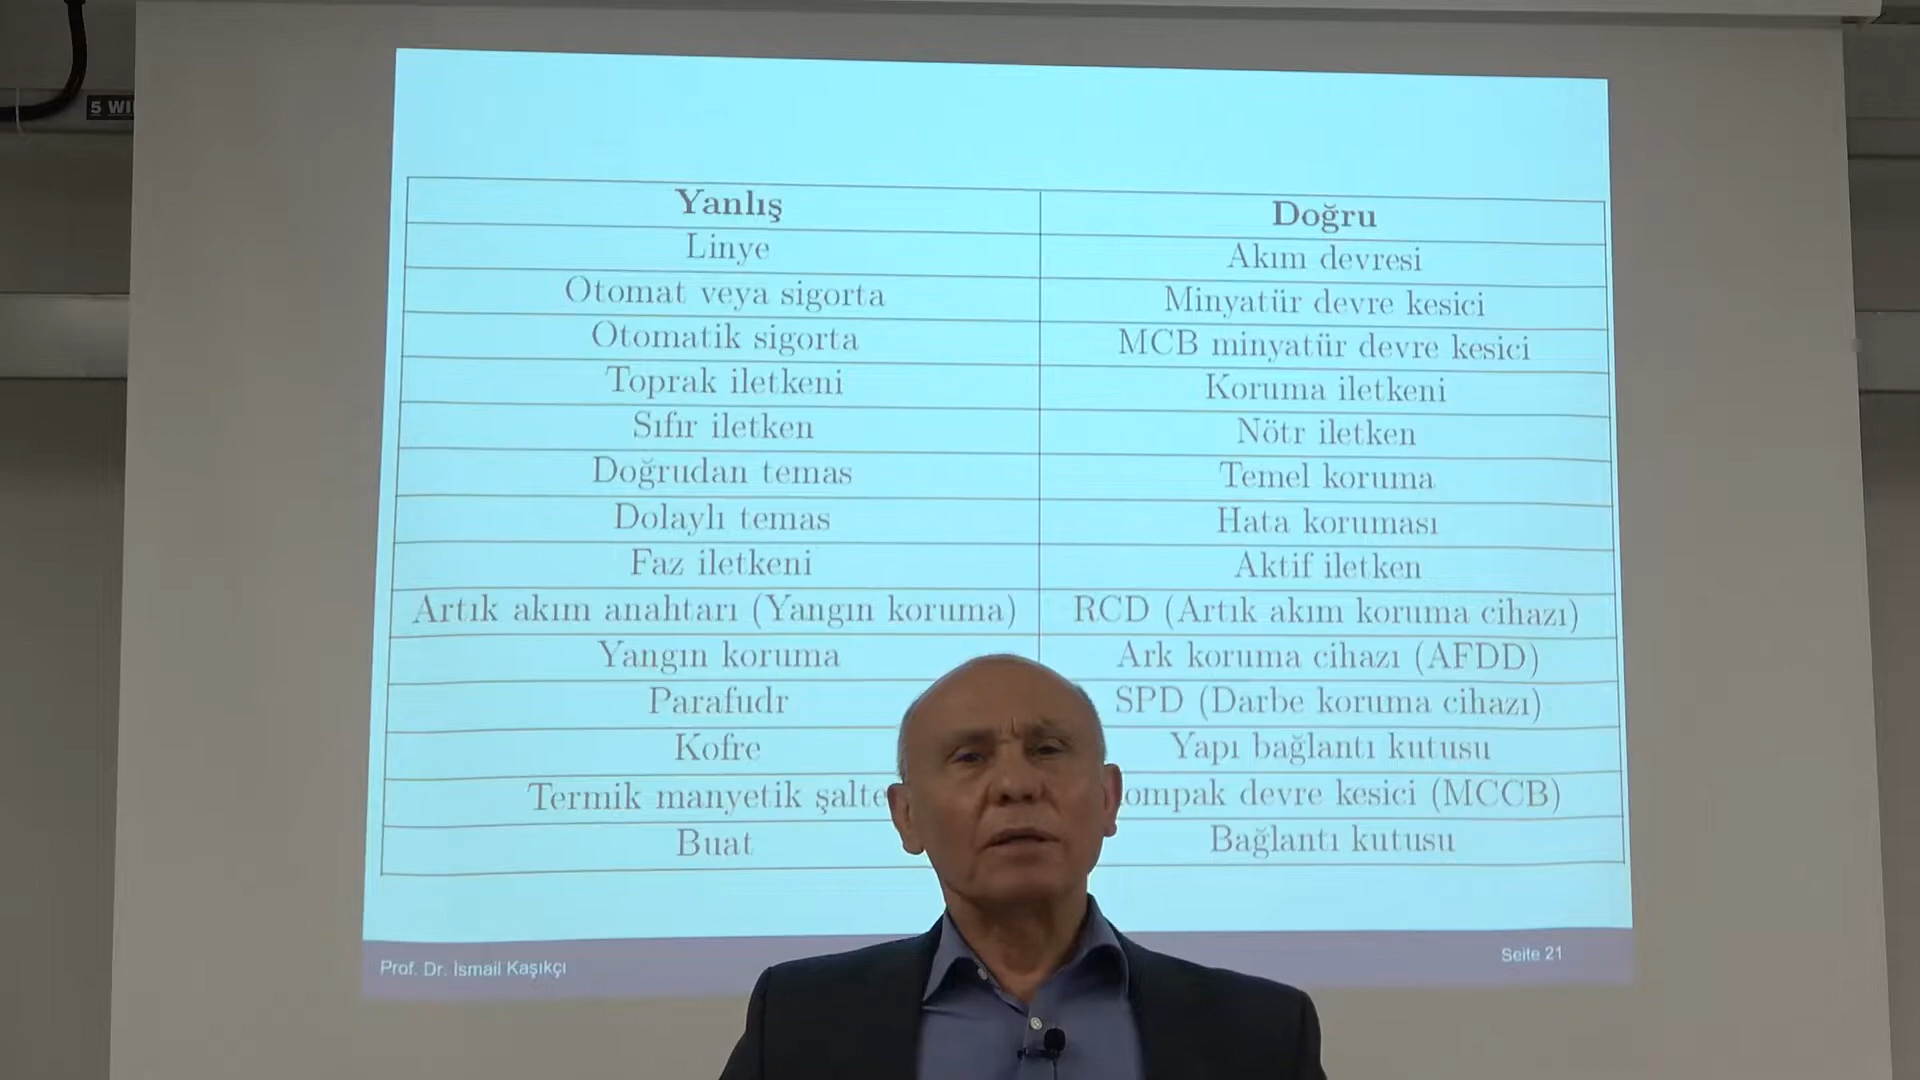 5 WI
Yanlış Doğru
Linye Akım devresi
Otomat veya sigorta Minyatür devre kesici
Otomatik sigorta MCB minyatür devre kesici
Toprak iletkeni Koruma iletkeni
Sıfır iletken Nötr iletken
Doğrudan temas Temel koruma
Dolaylı temas Hata koruması
Faz iletkeni Aktif iletken
Artık akım anahtarı (Yangın koruma) RCD (Artık akım koruma cihazı)
Yangın koruma Ark koruma cihazı (AFDD)
Parafudr SPD (Darbe koruma cihazı)
Kofre Yapı bağlantı kutusu
Termik manyetik şalte ompak devre kesici (MCCB)
Buat Bağlantı kutusu
Prof. Dr. İsmail Kaşıkçı Seite 21